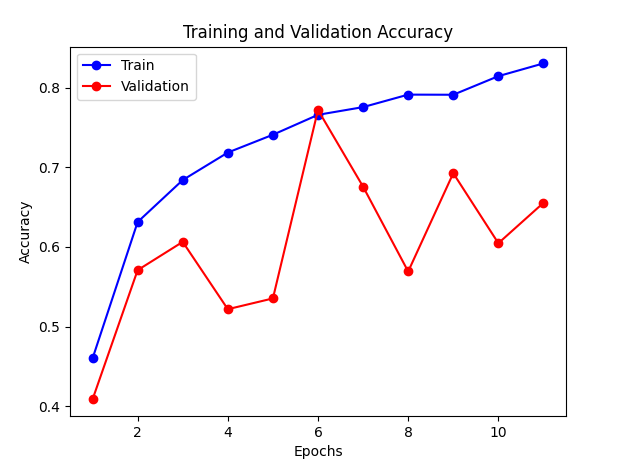 Training and Validation Accuracy
Train
Validation
0.8
0.7
0.6
0.5
0.4
Accuracy
2 4 6 8 10
Epochs